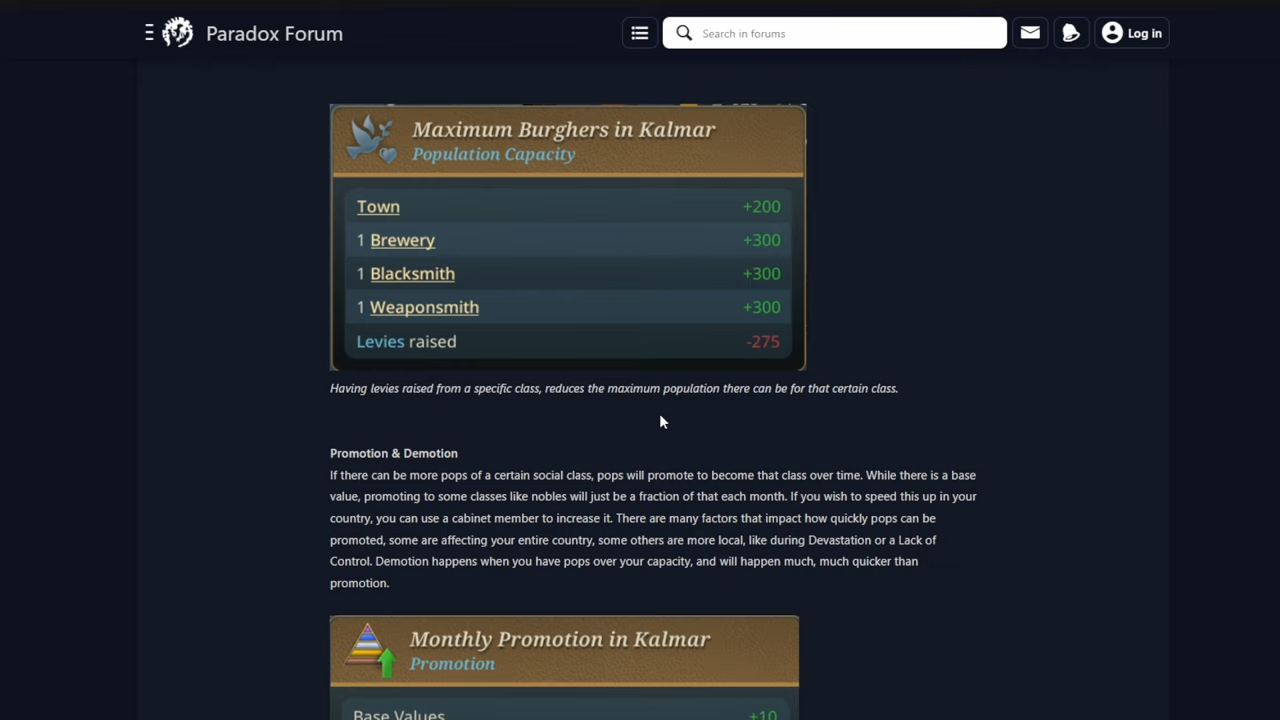 Paradox Forum
Search in forums
Log in
Maximum Burghers in Kalmar
Population Capacity
Town +200
1 Brewery +300
1 Blacksmith +300
1 Weaponsmith +300
Levies raised -275
Having levies raised from a specific class, reduces the maximum population there can be for that certain class.
Promotion & Demotion
If there can be more pops of a certain social class, pops will promote to become that class over time. While there is a base
value, promoting to some classes like nobles will just be a fraction of that each month. If you wish to speed this up in your
country, you can use a cabinet member to increase it. There are many factors that impact how quickly pops can be
promoted, some are affecting your entire country, some others are more local, like during Devastation or a Lack of
Control. Demotion happens when you have pops over your capacity, and will happen much, much quicker than
promotion.
Monthly Promotion in Kalmar
Promotion
Base Values +10